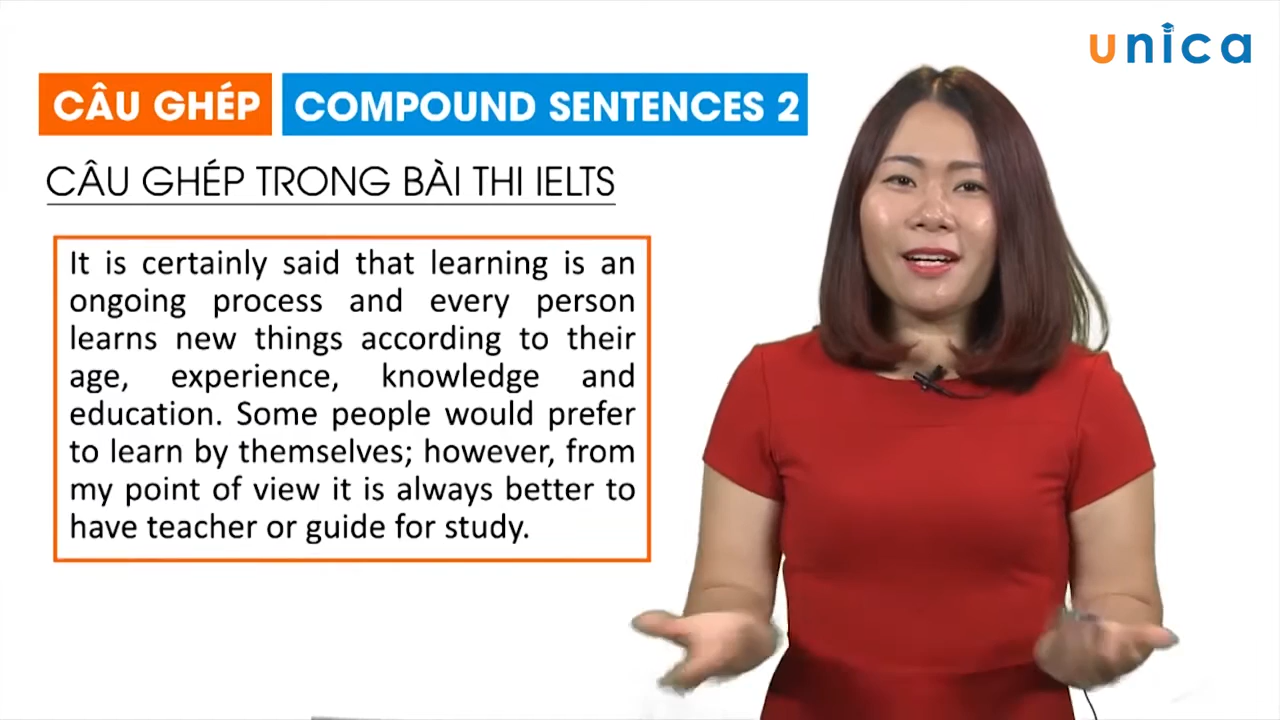 unica
CÂU GHÉP COMPOUND SENTENCES 2
CÂU GHÉP TRONG BÀI THI IELTS
It is certainly said that learning is an
ongoing process and every person
learns new things according to their
age, experience, knowledge and
education. Some people would prefer
to learn by themselves; however, from
my point of view it is always better to
have teacher or guide for study.